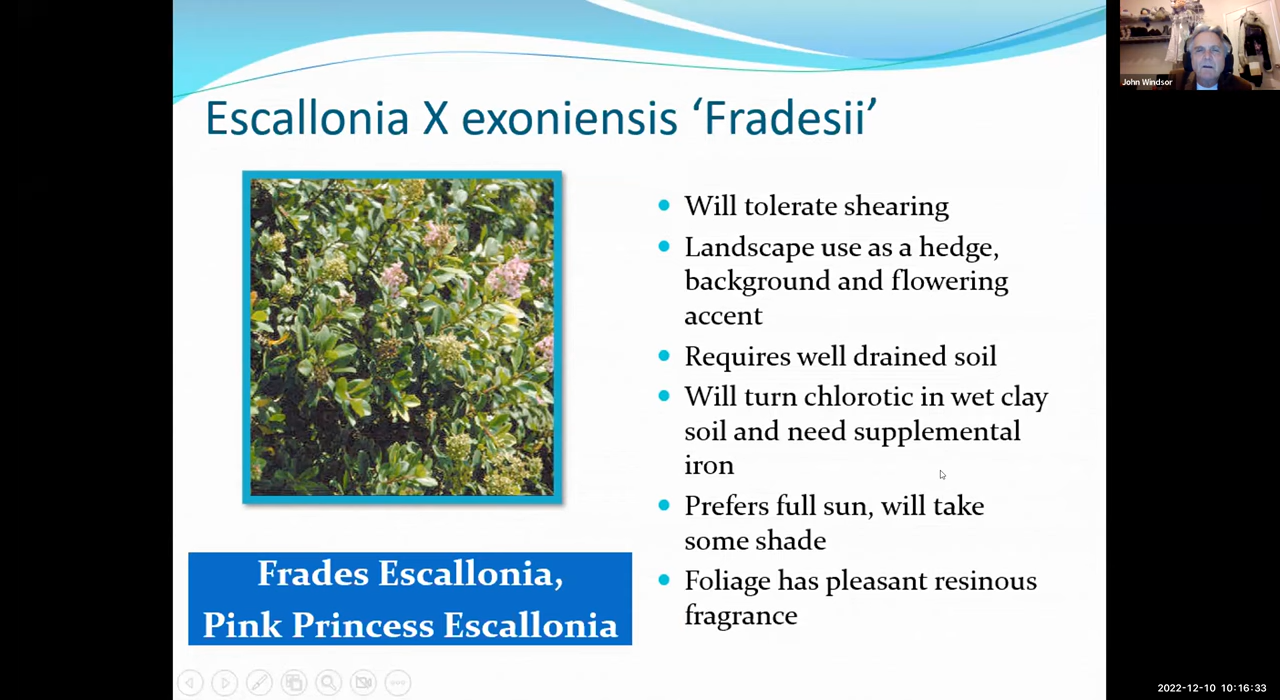 John Windsor
Escallonia X exoniensis ‘Fradesii’
Will tolerate shearing
Landscape use as a hedge,
background and flowering
accent
Requires well drained soil
Will turn chlorotic in wet clay
soil and need supplemental
iron
Prefers full sun, will take
some shade
Foliage has pleasant resinous
fragrance
Frades Escallonia,
Pink Princess Escallonia
2022-12-10 10:16:33